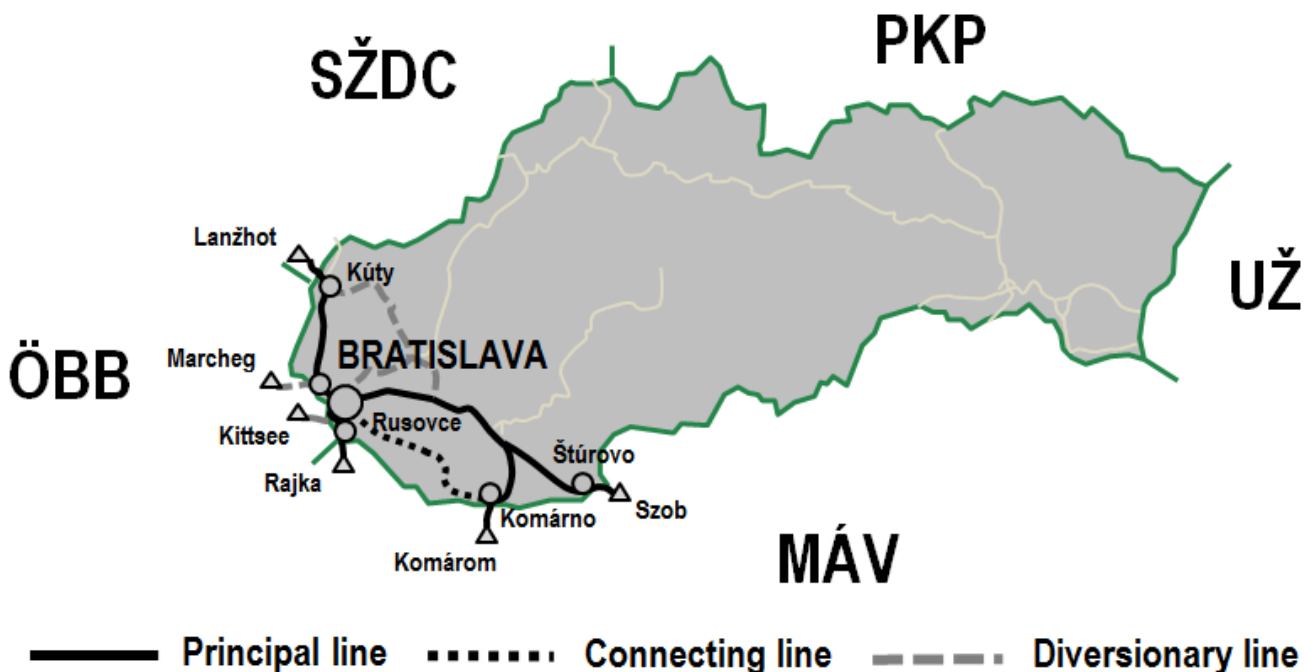 PKP
SŽDC
Lanžhot
Kúty
UŽ
Marcheg
BRATISLAVA
ÖBB
Kittsee
Rusovce
Rajka
Štúrovo
Szob
Komárno
Komárom
MÁV
Principal line
Connecting line
Diversionary line